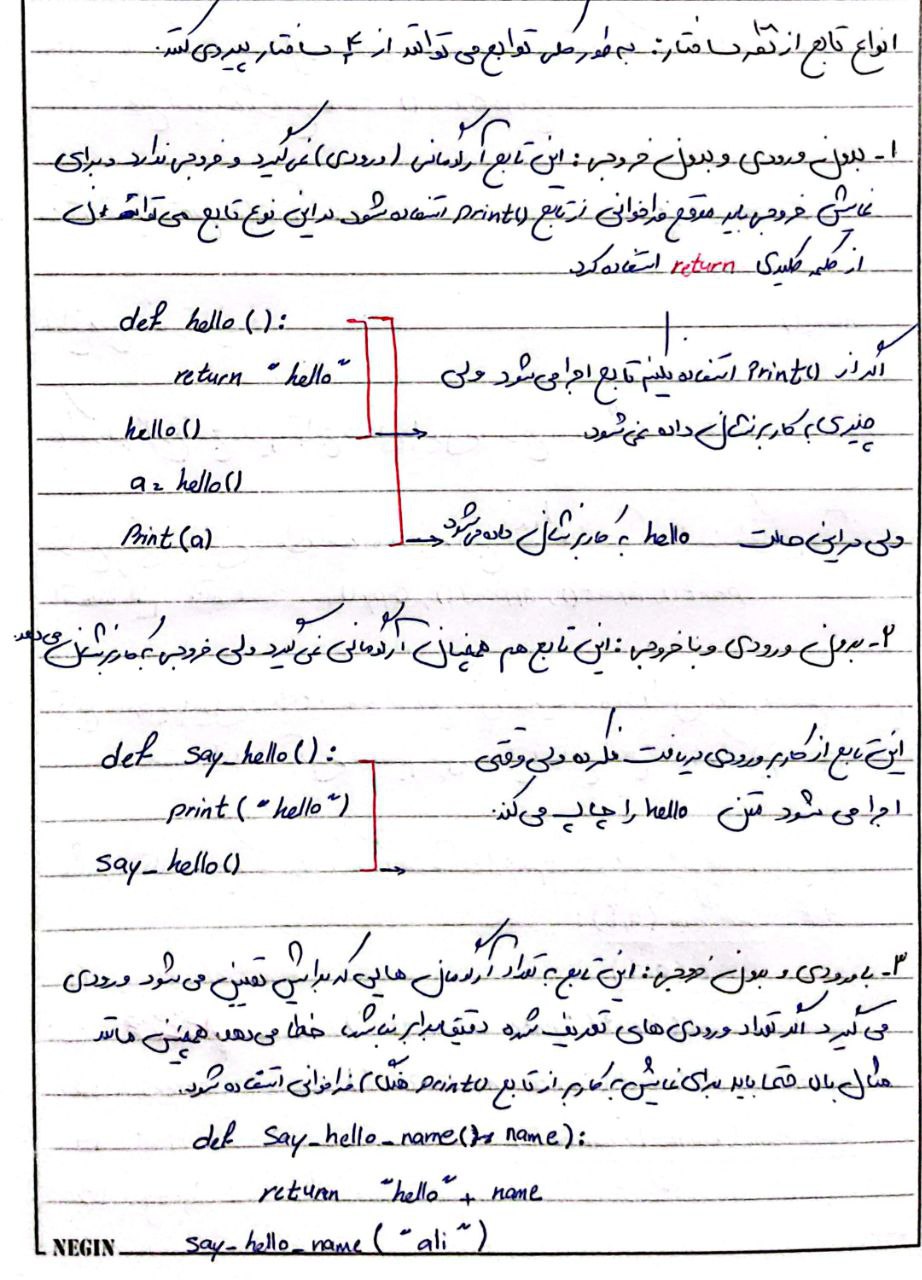 انواع تابع از نظر ساختار: به طور کلی توابع می توانند از ۴ ساختار پیروی کنند.
۱- بدون ورودی و بدون خروجی: این تابع آرگومانی (ورودی) نمی گیرد و خروجی ندارد و برای
نمایش خروجی باید موقع فراخوانی از تابع print() استفاده شود در این نوع تابع می توان
از کلمه کلیدی return استفاده کرد
def hello():
return "hello"
hello()
a = hello()
Print(a)
اگر از print() استفاده نکنیم تابع اجرا می شود ولی
چیزی به کاربر نشان داده نمی شود
ولی در این حالت hello به کاربر نشان داده می شود
۲- بدون ورودی و با خروجی: این تابع هم همچنان آرگومانی نمی گیرد ولی خروجی به کاربر نشان می دهد.
def say_hello():
print("hello")
say_hello()
این تابع از کاربر ورودی دریافت نکرده ولی وقتی
اجرا می شود متن hello را چاپ می کند.
۳- با ورودی و بدون خروجی: این تابع به تعداد آرگومان هایی که برایش تعیین می شود ورودی
می گیرد اگر تعداد ورودی های تعریف شده دقیقا برابر نباشد خطا می دهد همچنین مانند
مثال بالا حتما باید برای نمایش به کاربر از تابع print() هنگام فراخوانی استفاده شود.
def say_hello_name(name):
return "hello" + name
say_hello_name("ali")
NEGIN